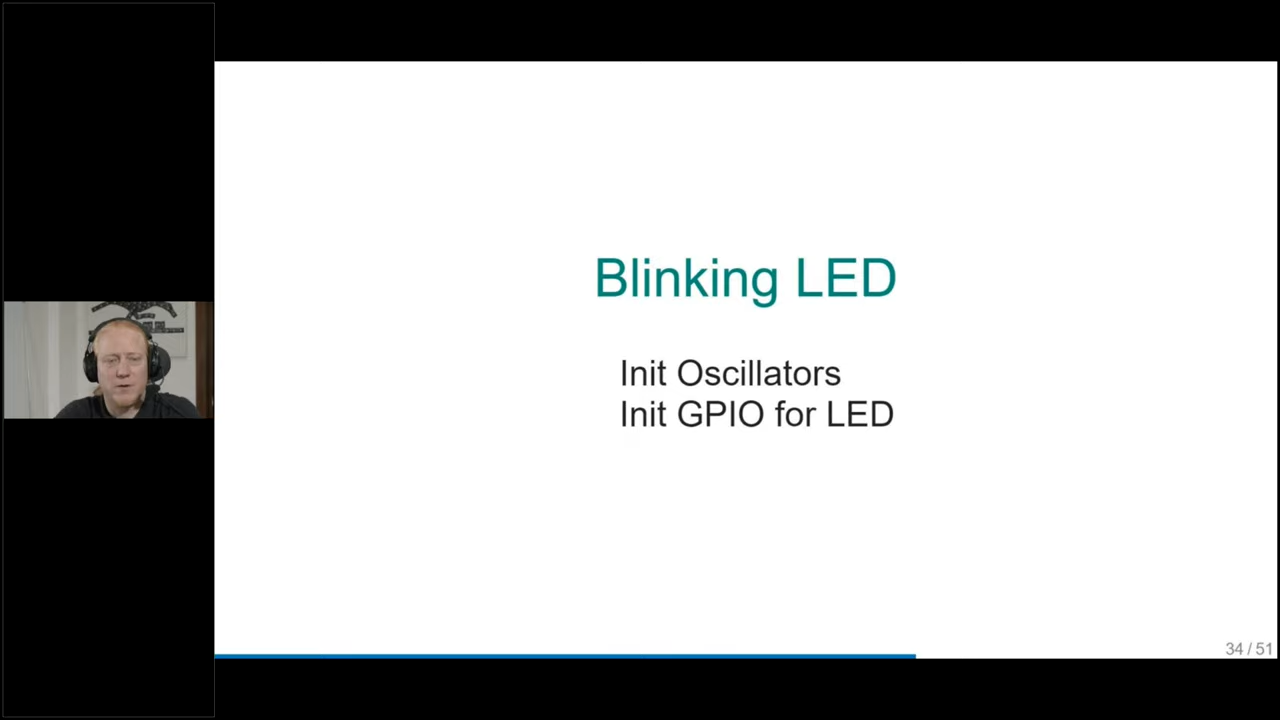 Blinking LED
Init Oscillators
Init GPIO for LED
34 / 51